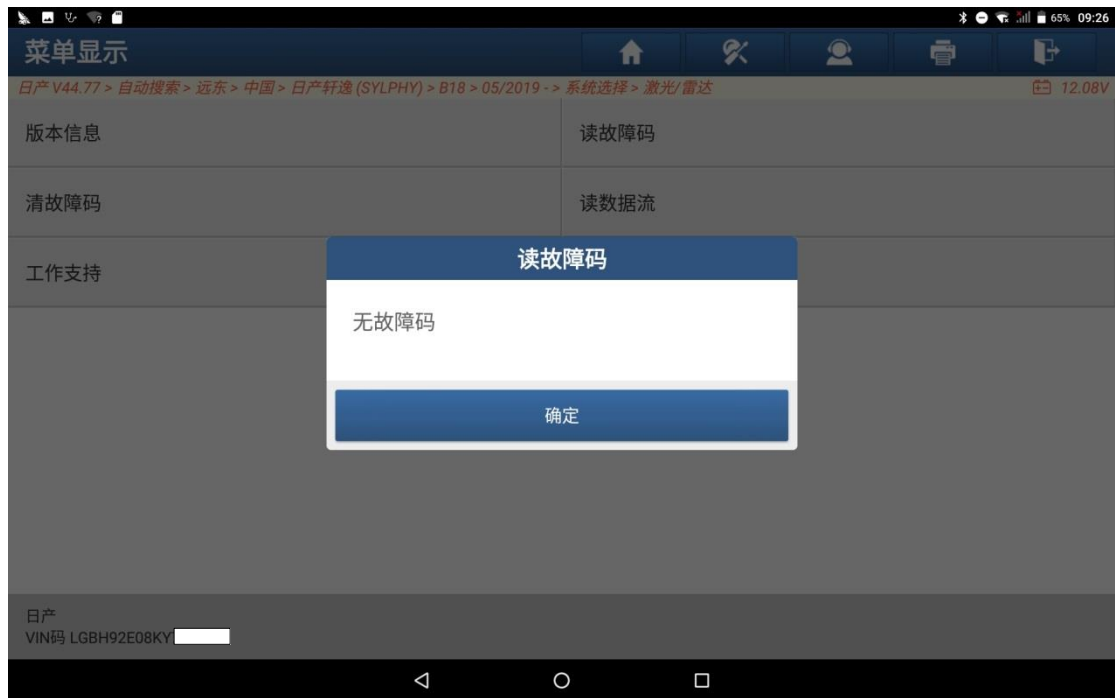 65% 09:26
菜单显示
日产 V44.77 > 自动搜索 > 远东 > 中国 > 日产轩逸 (SYLPHY) > B18 > 05/2019 - > 系统选择 > 激光/雷达 12.08V
版本信息 读故障码
清故障码 读数据流
工作支持
读故障码
无故障码
确定
日产
VIN码 LGBH92E08KY